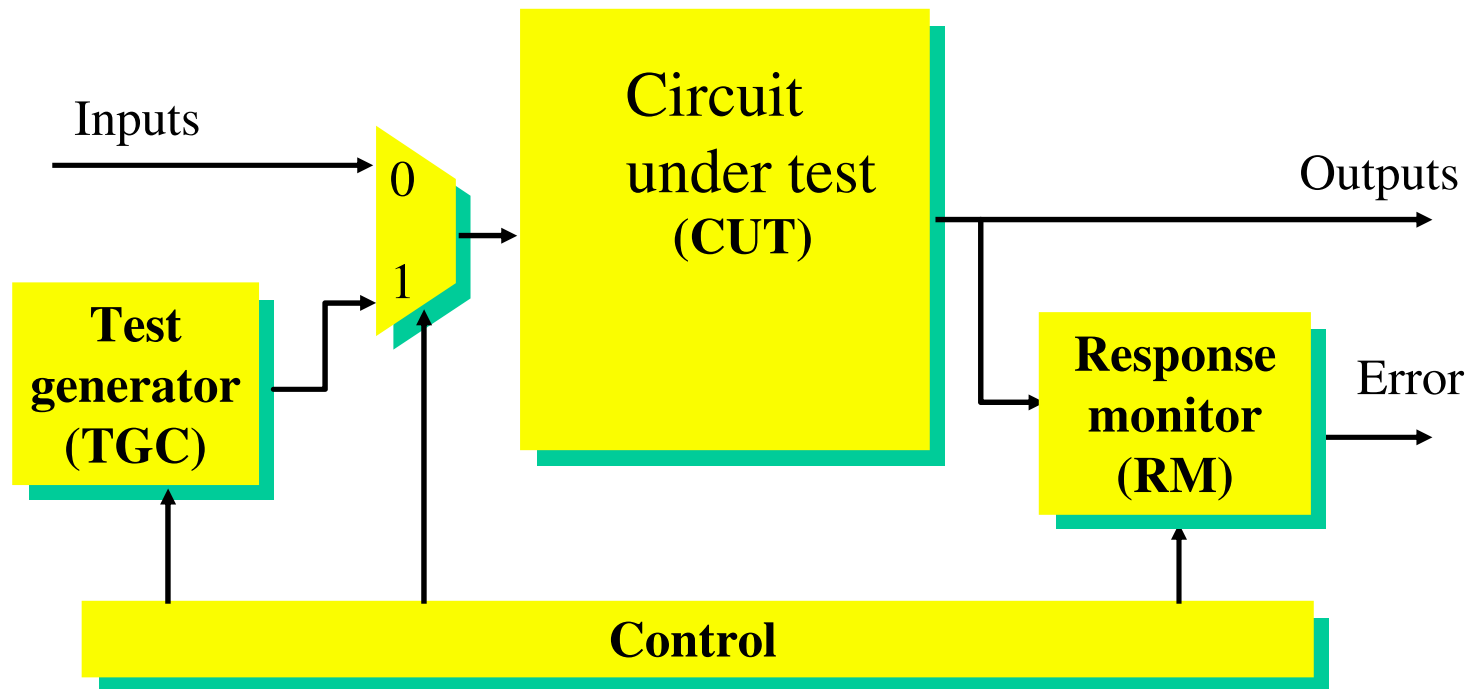 Inputs
0
1
Circuit
under test
(CUT)
Outputs
Test
generator
(TGC)
Response
monitor
(RM)
Error
Control